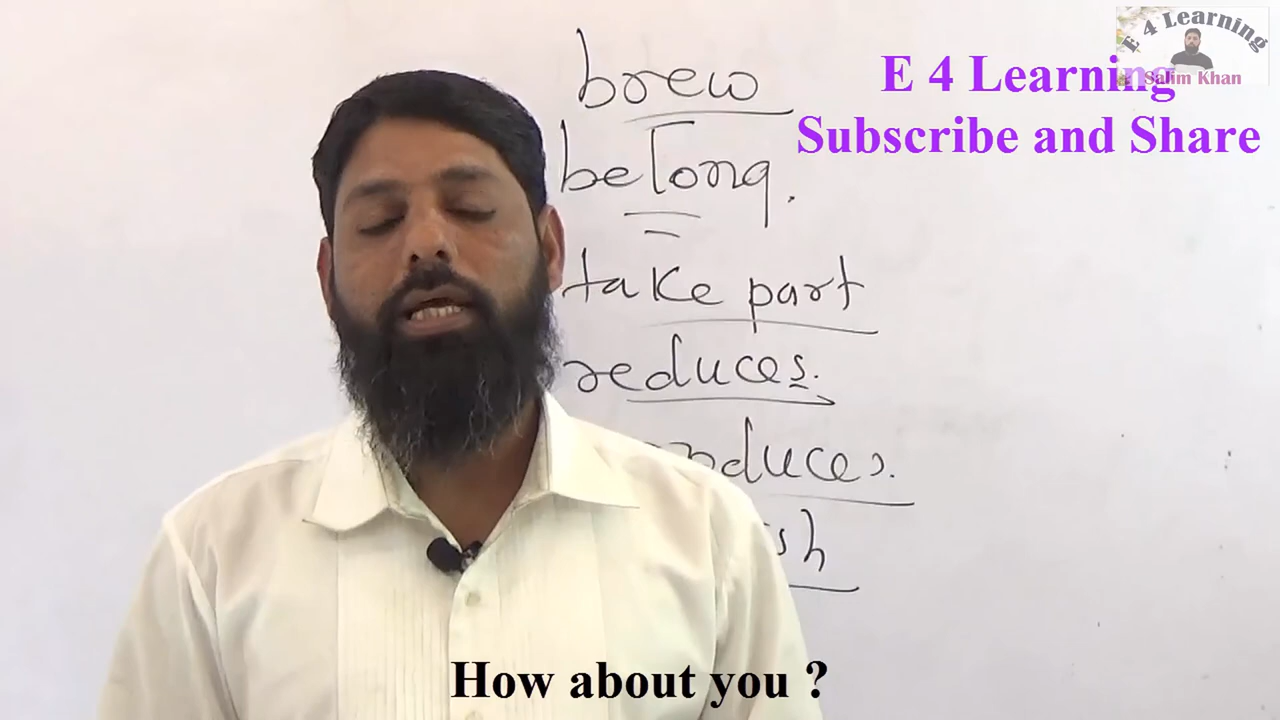 brew
belong.
take part
reduces.
E 4 Learning
Subscribe and Share
E 4 Learning
Salim Khan
How about you ?